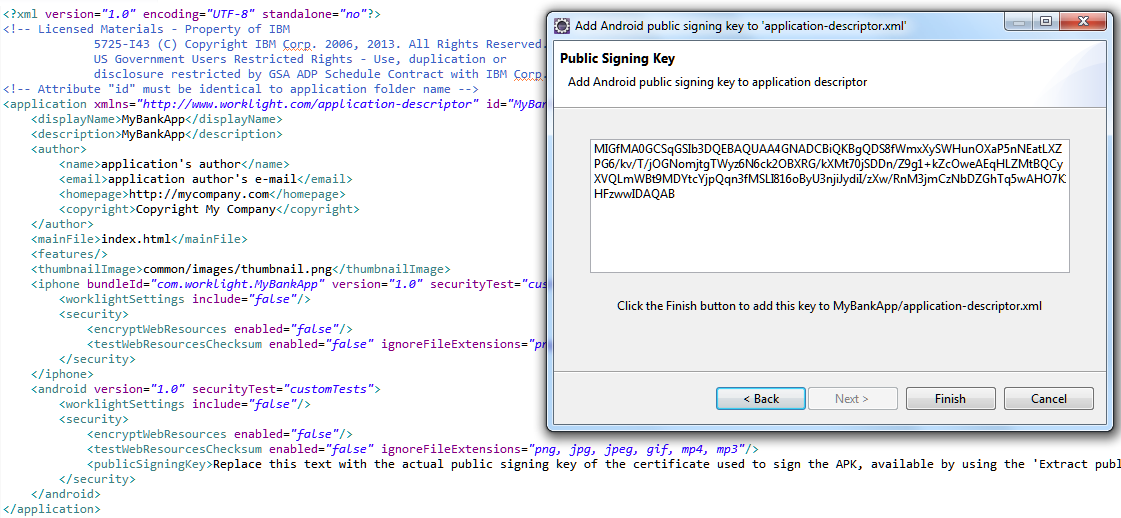 <?xml version="1.0" encoding="UTF-8" standalone="no"?>
<!-- Licensed Materials - Property of IBM
5725-I43 (C) Copyright IBM Corp. 2006, 2013. All Rights Reserved.
US Government Users Restricted Rights - Use, duplication or
disclosure restricted by GSA ADP Schedule Contract with IBM Corp.
<!-- Attribute "id" must be identical to application folder name -->
<application xmlns="http://www.worklight.com/application-descriptor" id="MyBan
<displayName>MyBankApp</displayName>
<description>MyBankApp</description>
<author>
<name>application's author</name>
<email>application author's e-mail</email>
<homepage>http://mycompany.com</homepage>
<copyright>Copyright My Company</copyright>
</author>
<mainFile>index.html</mainFile>
<features/>
<thumbnailImage>common/images/thumbnail.png</thumbnailImage>
<iphone bundleId="com.worklight.MyBankApp" version="1.0" securityTest="cus
<worklightSettings include="false"/>
<security>
<encryptWebResources enabled="false"/>
<testWebResourcesChecksum enabled="false" ignoreFileExtensions="pn
</security>
</iphone>
<android version="1.0" securityTest="customTests">
<worklightSettings include="false"/>
<security>
<encryptWebResources enabled="false"/>
<testWebResourcesChecksum enabled="false" ignoreFileExtensions="png, jpg, jpeg, gif, mp4, mp3"/>
<publicSigningKey>Replace this text with the actual public signing key of the certificate used to sign the APK, available by using the 'Extract publ
</security>
</android>
</application>
Add Android public signing key to 'application-descriptor.xml'
Public Signing Key
Add Android public signing key to application descriptor
MIGfMA0GCSqGSIb3DQEBAQUAA4GNADCBiQKBgQDS8fWmxXySWHunOXaP5nNEatLXZ
PG6/kv/T/jOGNomjtgTWyz6N6ck2OBXRG/kXMt70jSDDn/Z9g1+kZcOweAEqHLZMtBQCy
XVQLmWBt9MDYtcYjpQqn3fMSLI816oByU3njiJydiI/zXw/RnM3jmCzNbDZGhTq5wAHO7K
HFzwwIDAQAB
Click the Finish button to add this key to MyBankApp/application-descriptor.xml
< Back
Next >
Finish
Cancel